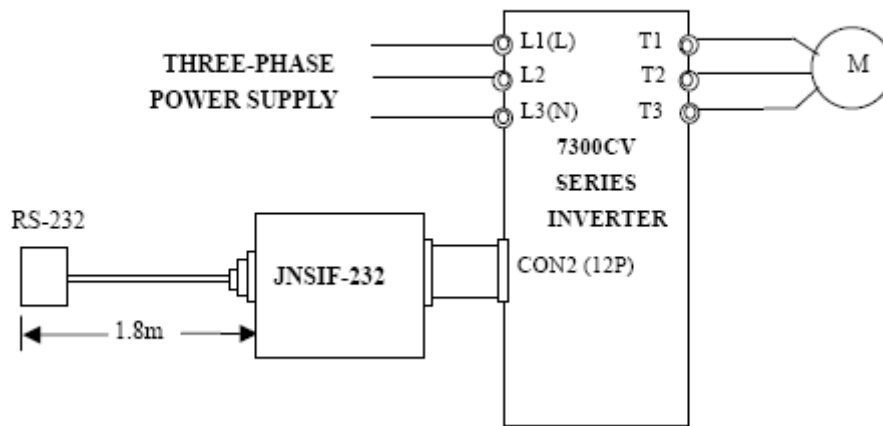 THREE-PHASE
POWER SUPPLY
L1(L)
L2
L3(N)
T1
T2
T3
M
7300CV
SERIES
INVERTER
RS-232
JNSIF-232
CON2 (12P)
1.8m